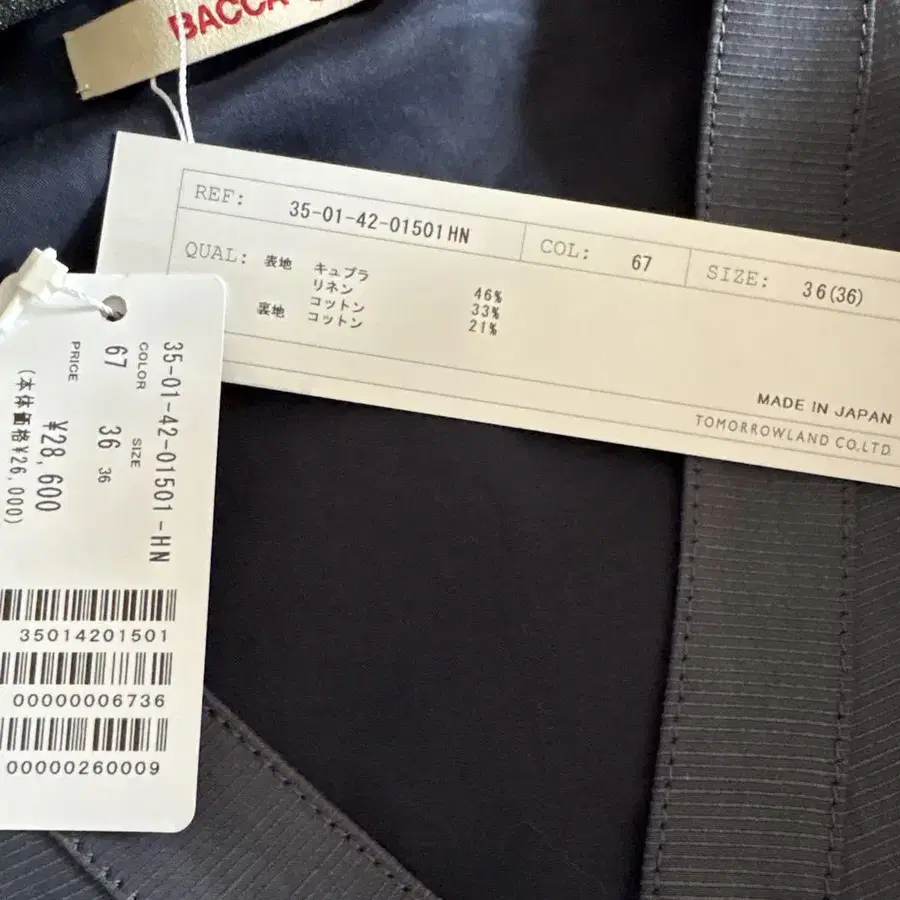 BACCA
REF: 35-01-42-01501HN COL: 67 SIZE: 36(36)
QUAL: 表地 キュプラ 46%
リネン 33%
コットン 21%
裏地 コットン
MADE IN JAPAN
TOMORROWLAND CO.,LTD.
35-01-42-01501-HN
COLOR SIZE
67 36 36
PRICE
¥28,600
(本体価格¥26,000)
35014201501
00000006736
00000260009